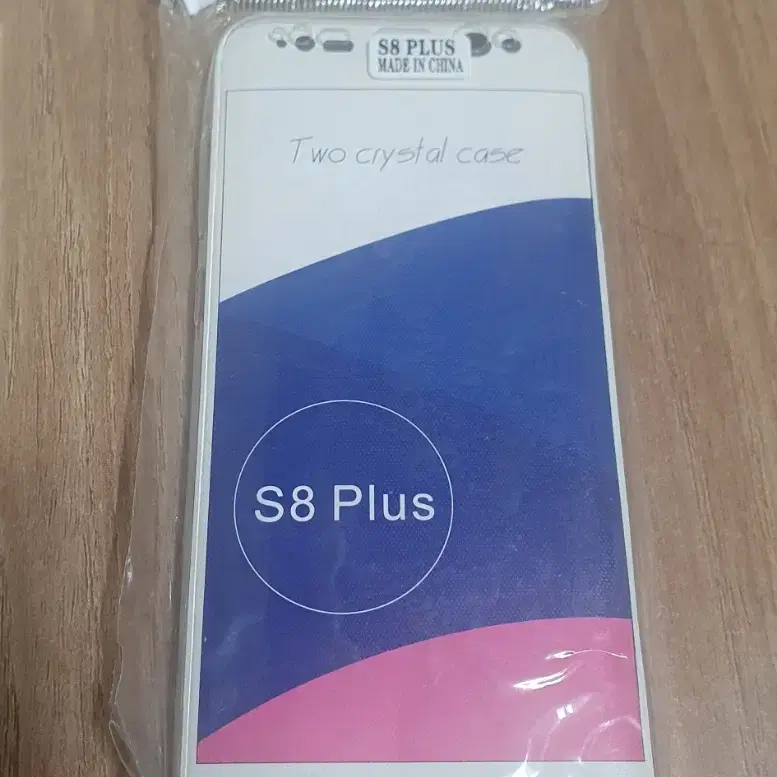 S8 PLUS
MADE IN CHINA
Two crystal case
S8 Plus